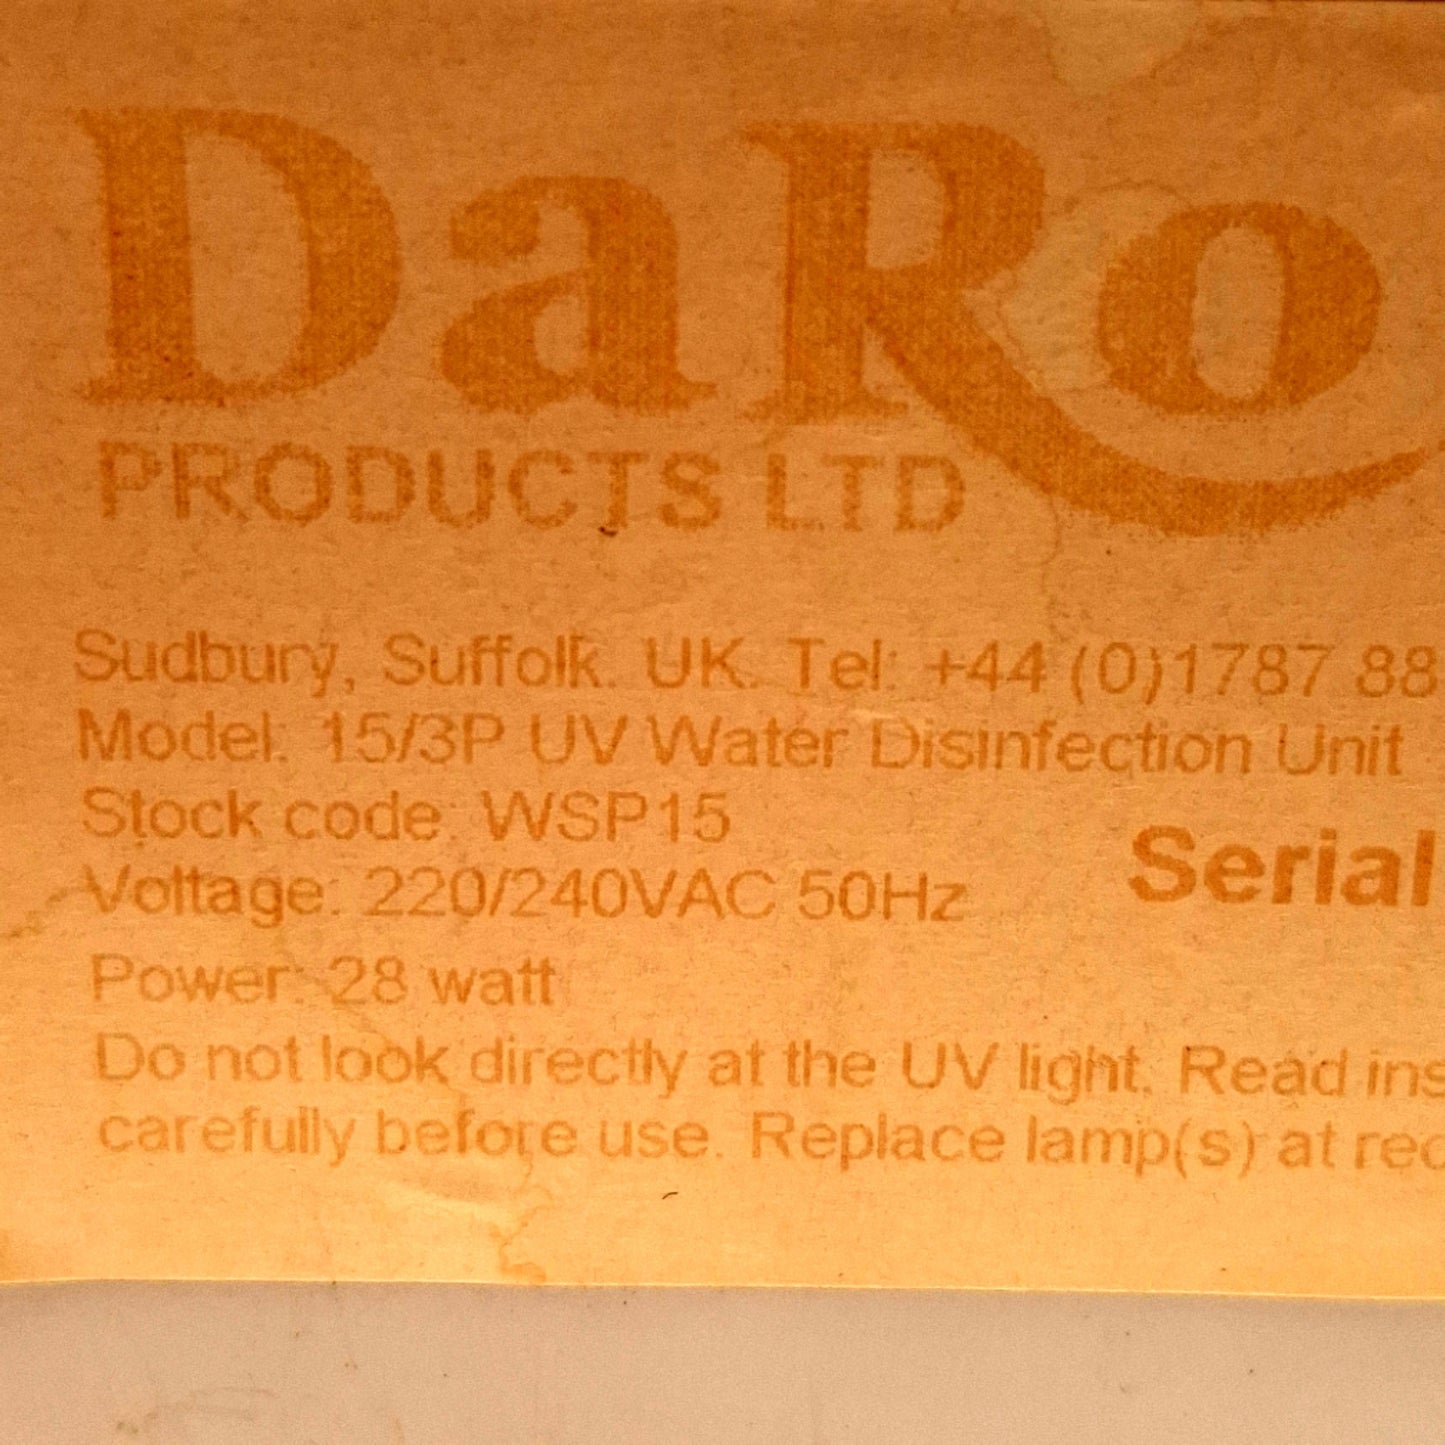 DaRo
PRODUCTS LTD
Sudbury, Suffolk. UK. Tel: +44 (0)1787 88
Model: 15/3P UV Water Disinfection Unit
Stock code: WSP15
Serial
Voltage: 220/240VAC 50Hz
Power: 28 watt
Do not look directly at the UV light. Read ins
carefully before use. Replace lamp(s) at rec